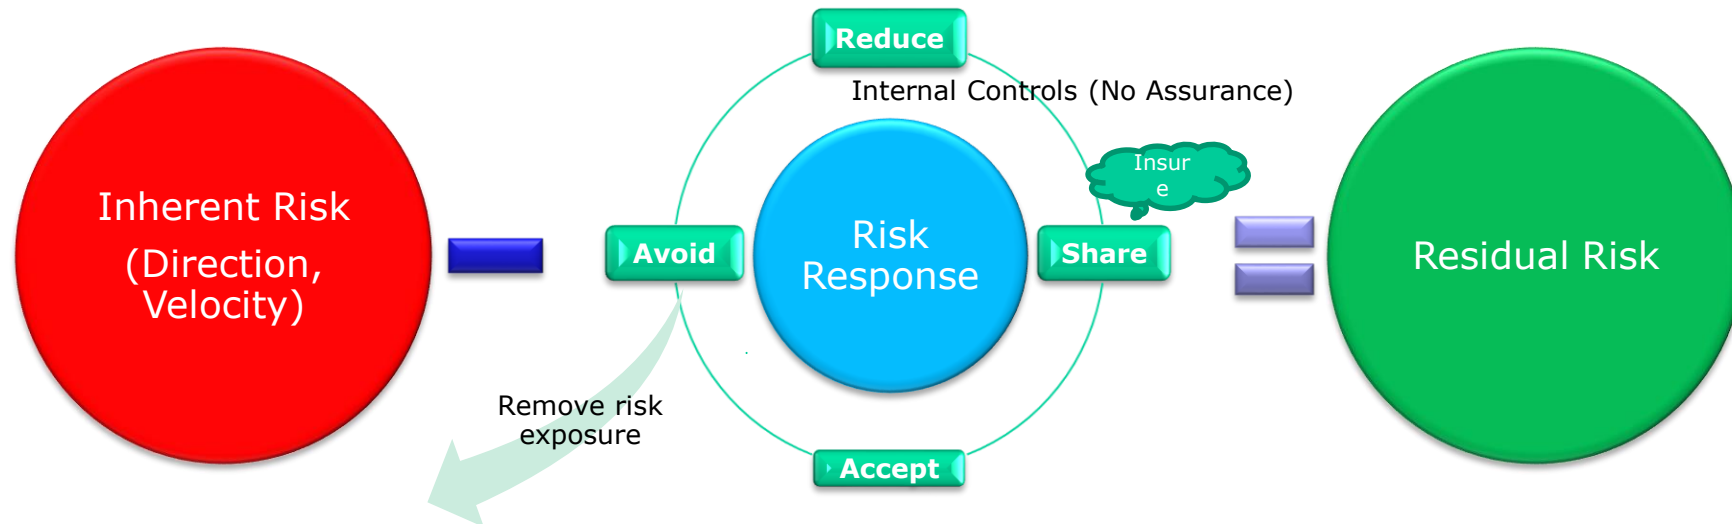 Inherent Risk
(Direction,
Velocity)
Reduce
Internal Controls (No Assurance)
Insur
e
Avoid
Risk
Response
Share
Remove risk
exposure
Accept
Residual Risk